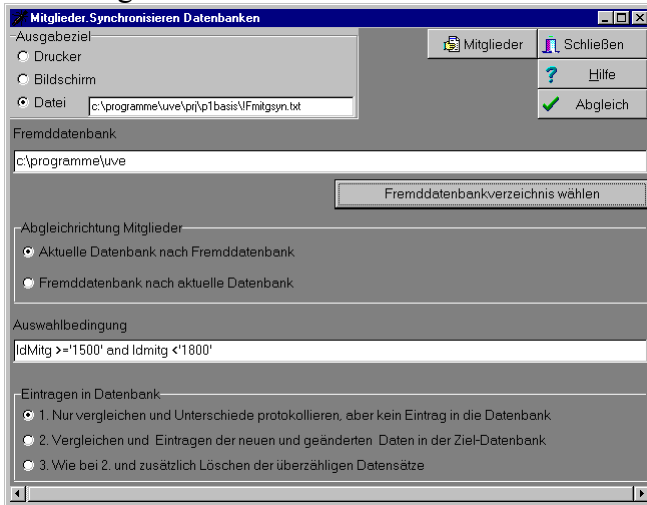 Mitglieder.Synchronisieren Datenbanken
Ausgabeziel
Drucker
Bildschirm
Datei c:\programme\uve\prj\p1basis\!Fmitgsyn.txt
Mitglieder
Schließen
Hilfe
Abgleich
Fremddatenbank
c:\programme\uve
Fremddatenbankverzeichnis wählen
Abgleichrichtung Mitglieder
Aktuelle Datenbank nach Fremddatenbank
Fremddatenbank nach aktuelle Datenbank
Auswahlbedingung
IdMitg >='1500' and Idmitg <'1800'
Eintragen in Datenbank
1. Nur vergleichen und Unterschiede protokollieren, aber kein Eintrag in die Datenbank
2. Vergleichen und Eintragen der neuen und geänderten Daten in der Ziel-Datenbank
3. Wie bei 2. und zusätzlich Löschen der überzähligen Datensätze